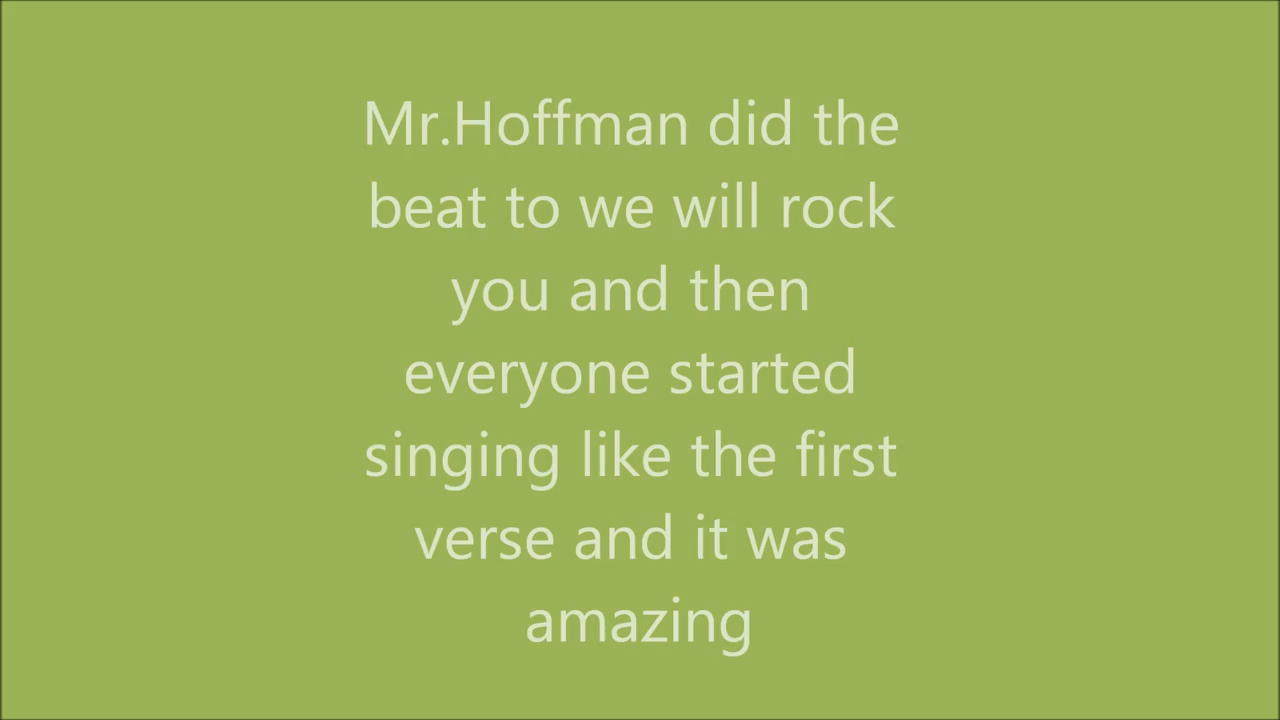 Mr.Hoffman did the
beat to we will rock
you and then
everyone started
singing like the first
verse and it was
amazing